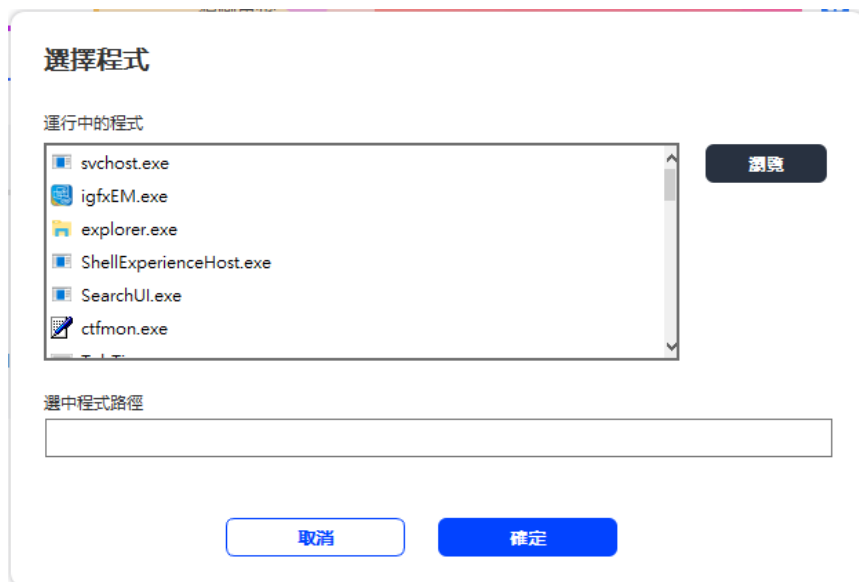 選擇程式
運行中的程式
svchost.exe
瀏覽
igfxEM.exe
explorer.exe
ShellExperienceHost.exe
SearchUI.exe
ctfmon.exe
選中程式路徑
取消
確定